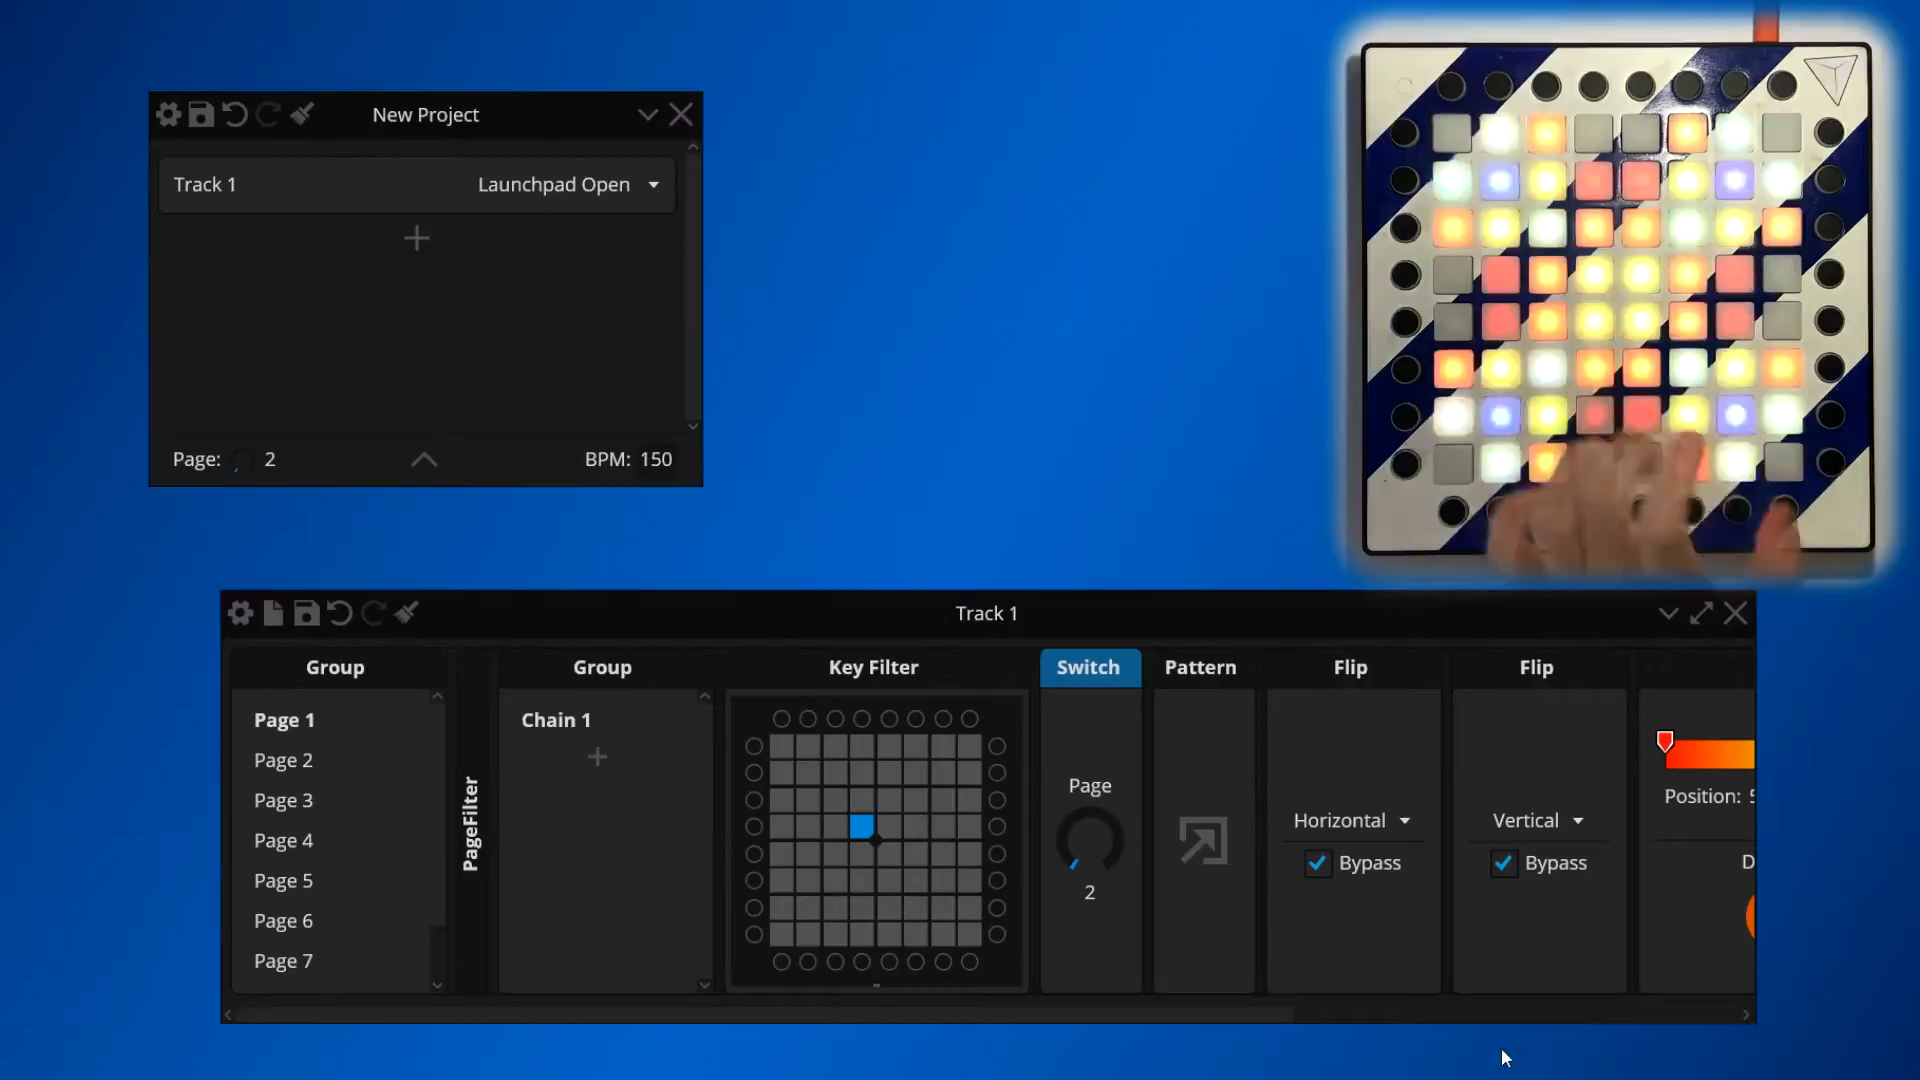 New Project
Track 1
Launchpad Open
Page: 2
BPM: 150
Track 1
Group
Group
Key Filter
Switch
Pattern
Flip
Flip
Page 1
Page 2
Page 3
Page 4
Page 5
Page 6
Page 7
PageFilter
Chain 1
Page
2
Horizontal
Bypass
Vertical
Bypass
Position:
D